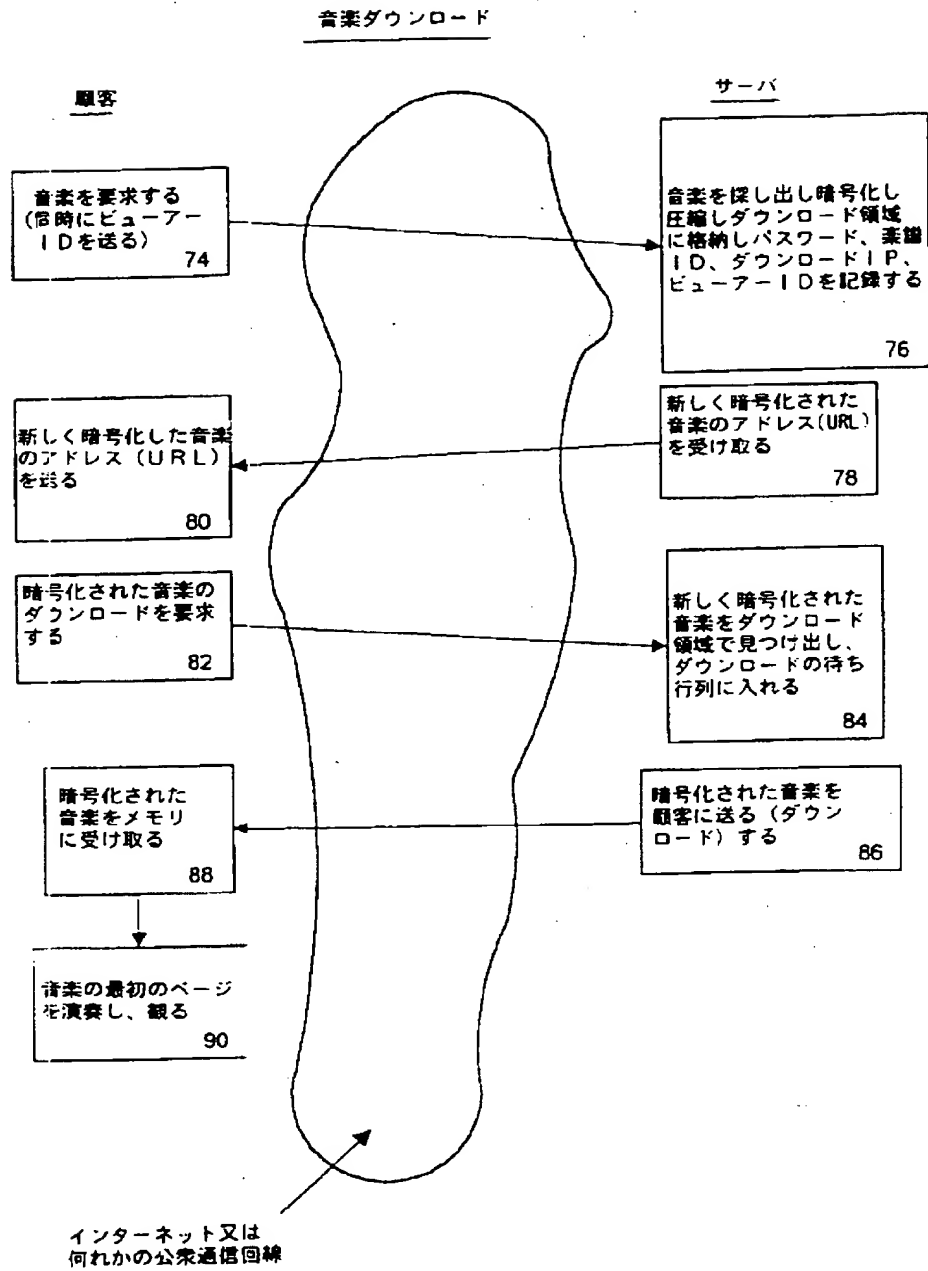 音楽ダウンロード
顧客
サーバ
音楽を要求する
(同時にビューアー
IDを送る)
74
音楽を探し出し暗号化し
圧縮しダウンロード領域
に格納しパスワード、楽譜
ID、ダウンロードIP、
ビューアーIDを記録する
76
新しく暗号化された
音楽のアドレス(URL)
を受け取る
78
新しく暗号化した音楽
のアドレス(URL)
を送る
80
暗号化された音楽の
ダウンロードを要求
する
82
新しく暗号化された
音楽をダウンロード
領域で見つけ出し、
ダウンロードの待ち
行列に入れる
84
暗号化された音楽を
顧客に送る(ダウン
ロード)する
86
暗号化された
音楽をメモリ
に受け取る
88
音楽の最初のページ
を演奏し、観る
90
インターネット又は
何れかの公衆通信回線